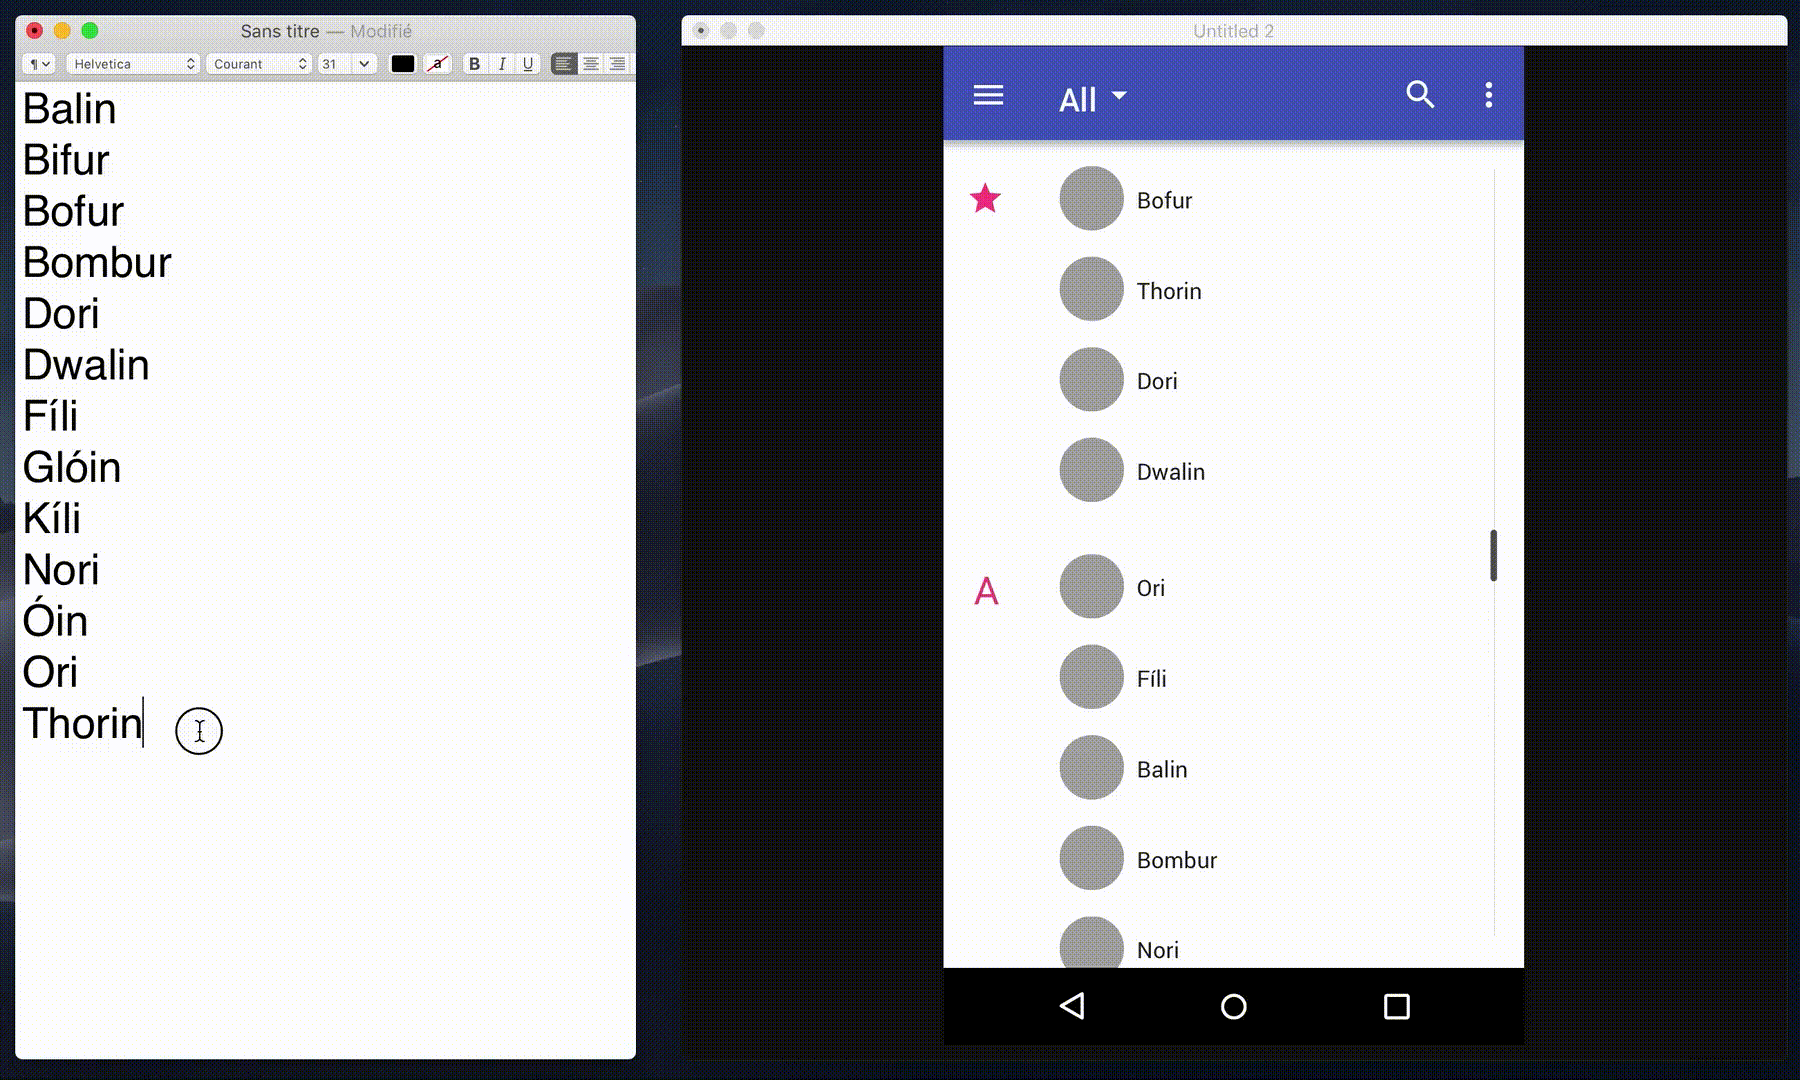 Sans titre — Modifié
¶ Helvetica Courant 31 a B I U
Balin
Bifur
Bofur
Bombur
Dori
Dwalin
Fíli
Glóin
Kíli
Nori
Óin
Ori
Thorin
Untitled 2
All
Bofur
Thorin
Dori
Dwalin
A
Ori
Fíli
Balin
Bombur
Nori